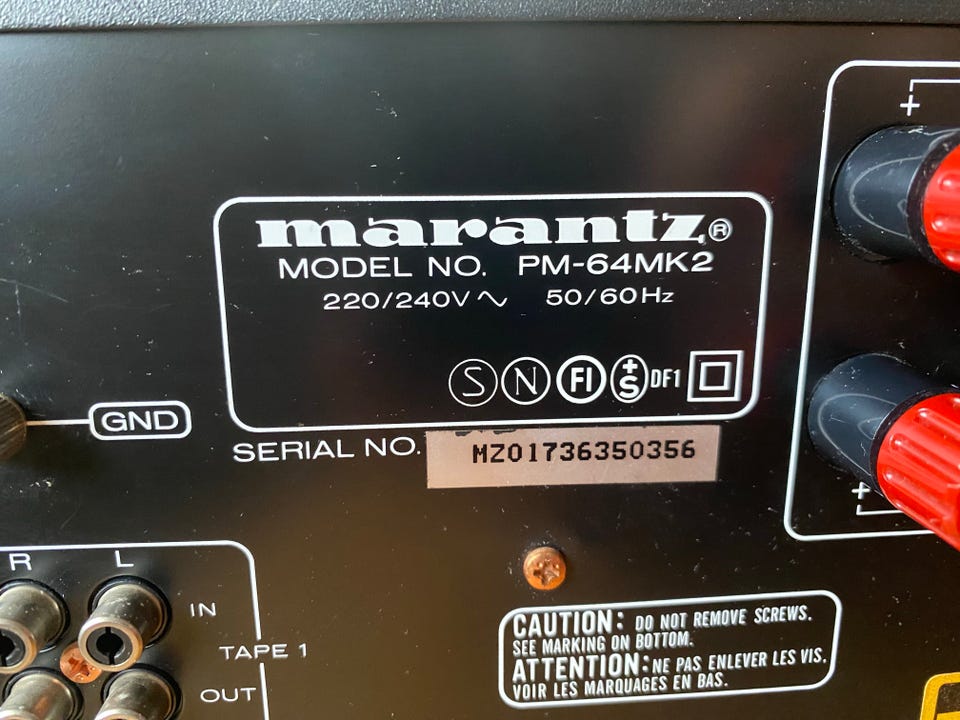 marantz®
MODEL NO. PM-64MK2
220/240V~ 50/60Hz
S N FI +S DF1
GND
SERIAL NO. MZ01736350356
R L
IN
TAPE 1
OUT
+
+
CAUTION: DO NOT REMOVE SCREWS.
SEE MARKING ON BOTTOM.
ATTENTION: NE PAS ENLEVER LES VIS.
VOIR LES MARQUAGES EN BAS.